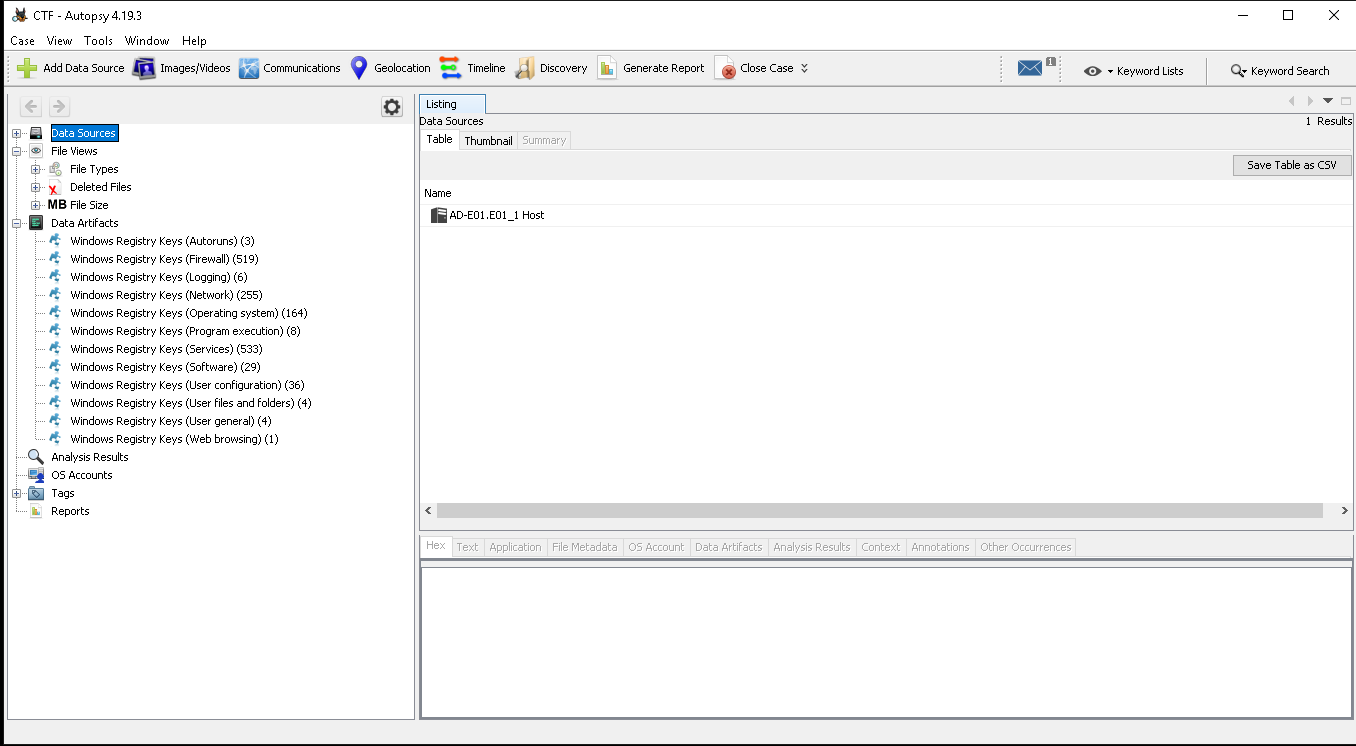 CTF - Autopsy 4.19.3
Case View Tools Window Help
Add Data Source Images/Videos Communications Geolocation Timeline Discovery Generate Report Close Case 1 Keyword Lists Keyword Search
Listing
Data Sources 1 Results
Table Thumbnail Summary
Save Table as CSV
Name
AD-E01.E01_1 Host
Data Sources
File Views
File Types
Deleted Files
MB File Size
Data Artifacts
Windows Registry Keys (Autoruns) (3)
Windows Registry Keys (Firewall) (519)
Windows Registry Keys (Logging) (6)
Windows Registry Keys (Network) (255)
Windows Registry Keys (Operating system) (164)
Windows Registry Keys (Program execution) (8)
Windows Registry Keys (Services) (533)
Windows Registry Keys (Software) (29)
Windows Registry Keys (User configuration) (36)
Windows Registry Keys (User files and folders) (4)
Windows Registry Keys (User general) (4)
Windows Registry Keys (Web browsing) (1)
Analysis Results
OS Accounts
Tags
Reports
Hex Text Application File Metadata OS Account Data Artifacts Analysis Results Context Annotations Other Occurrences